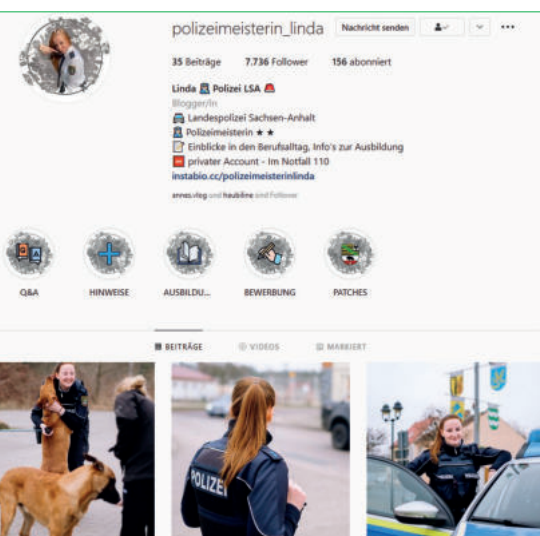 polizeimeisterin_linda Nachricht senden
35 Beiträge 7.736 Follower 156 abonniert
Linda Polizei LSA
Blogger/in
Landespolizei Sachsen-Anhalt
Polizeimeisterin ★ ★
Einblicke in den Berufsalltag, Info's zur Ausbildung
privater Account - Im Notfall 110
instabio.cc/polizeimeisterinlinda
annes.vlog und haubiline sind Follower
Q&A HINWEISE AUSBILDU... BEWERBUNG PATCHES
BEITRÄGE VIDEOS MARKIERT
POLIZEI